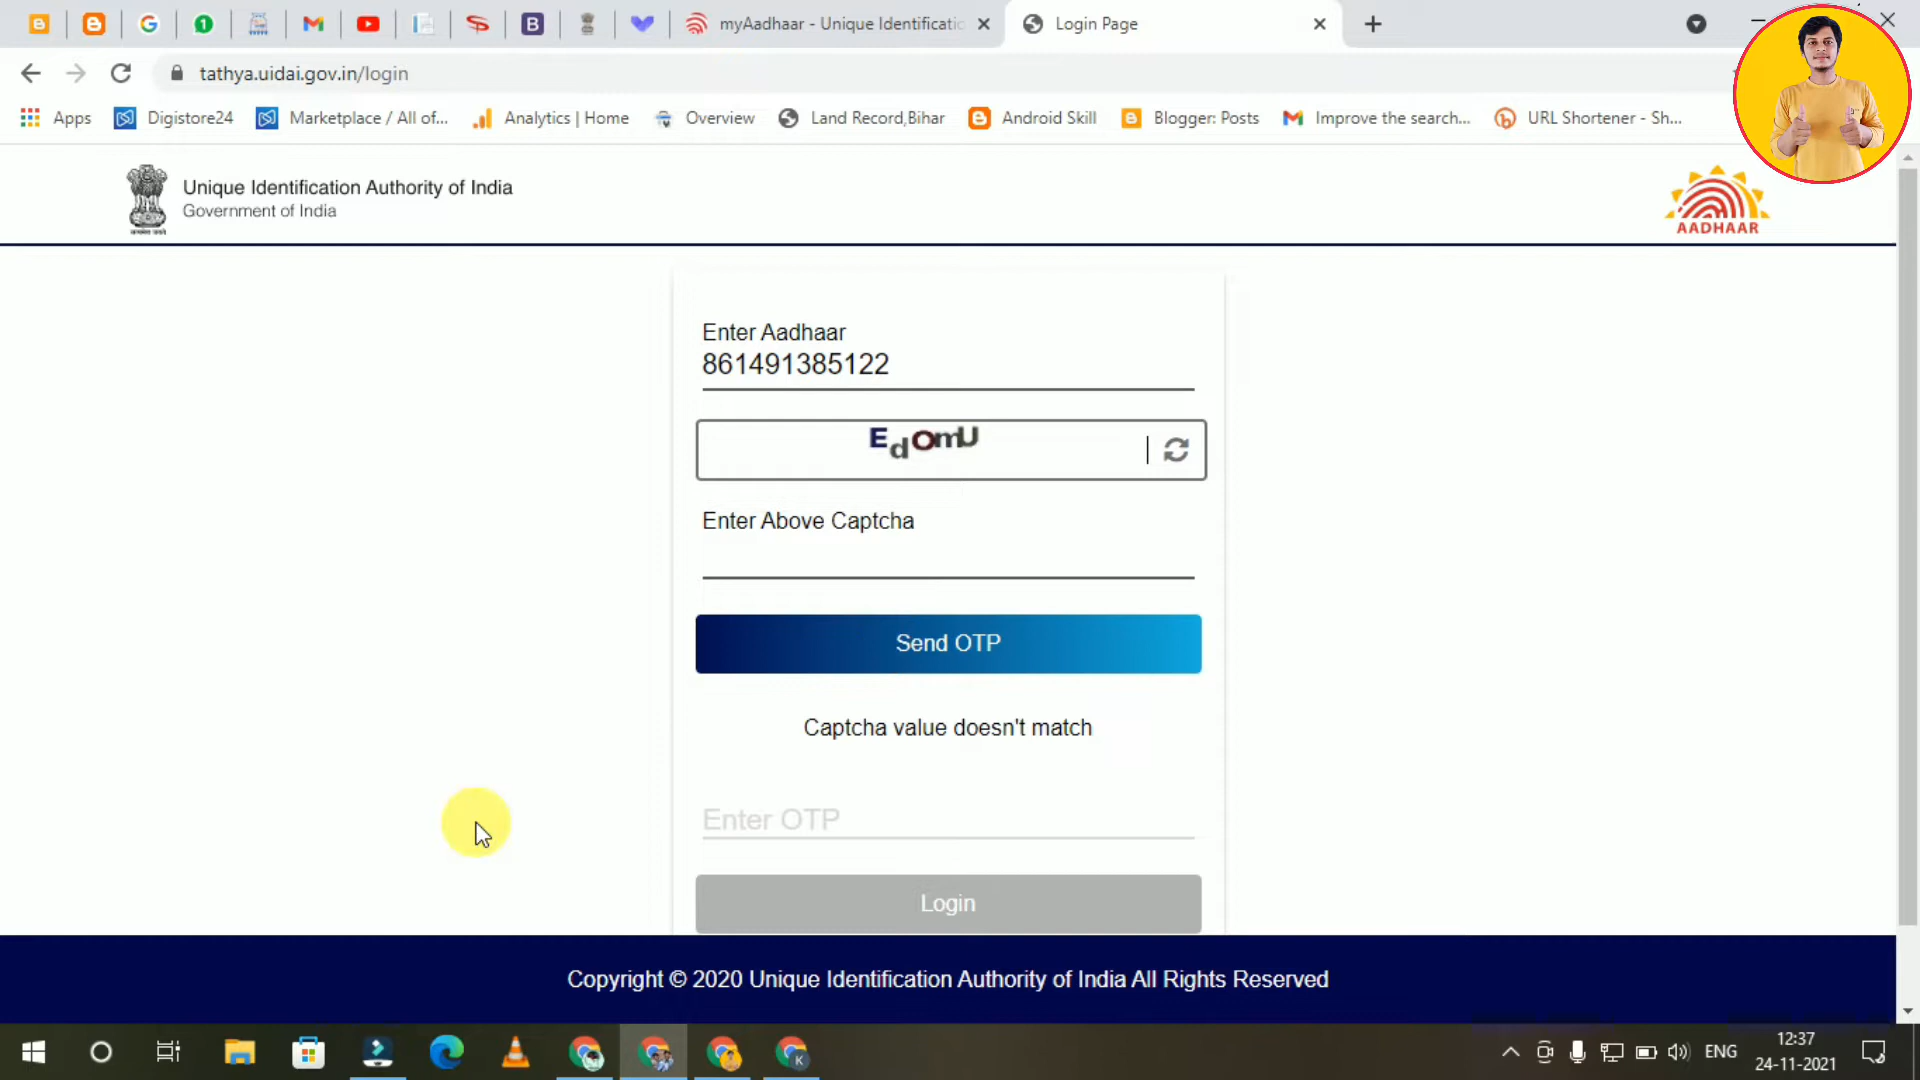 myAadhaar - Unique Identificatio
Login Page
tathya.uidai.gov.in/login
Apps
Digistore24
Marketplace / All of...
Analytics | Home
Overview
Land Record,Bihar
Android Skill
Blogger: Posts
Improve the search...
URL Shortener - Sh...
Unique Identification Authority of India
Government of India
AADHAAR
Enter Aadhaar
861491385122
EdOmU
Enter Above Captcha
Send OTP
Captcha value doesn't match
Enter OTP
Login
Copyright © 2020 Unique Identification Authority of India All Rights Reserved
ENG
12:37
24-11-2021